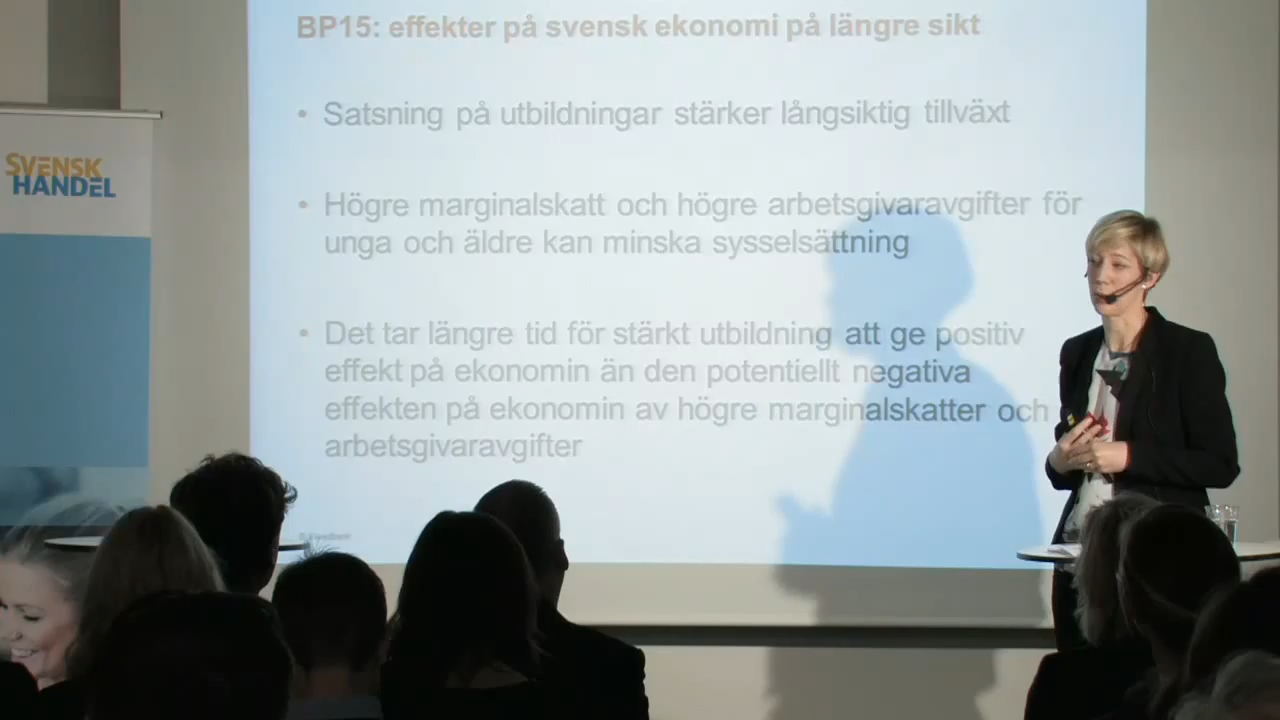 BP15: effekter på svensk ekonomi på längre sikt
• Satsning på utbildningar stärker långsiktig tillväxt
• Högre marginalskatt och högre arbetsgivaravgifter för
unga och äldre kan minska sysselsättning
• Det tar längre tid för stärkt utbildning att ge positiv
effekt på ekonomin än den potentiellt negativa
effekten på ekonomin av högre marginalskatter och
arbetsgivaravgifter
SVENSK
HANDEL